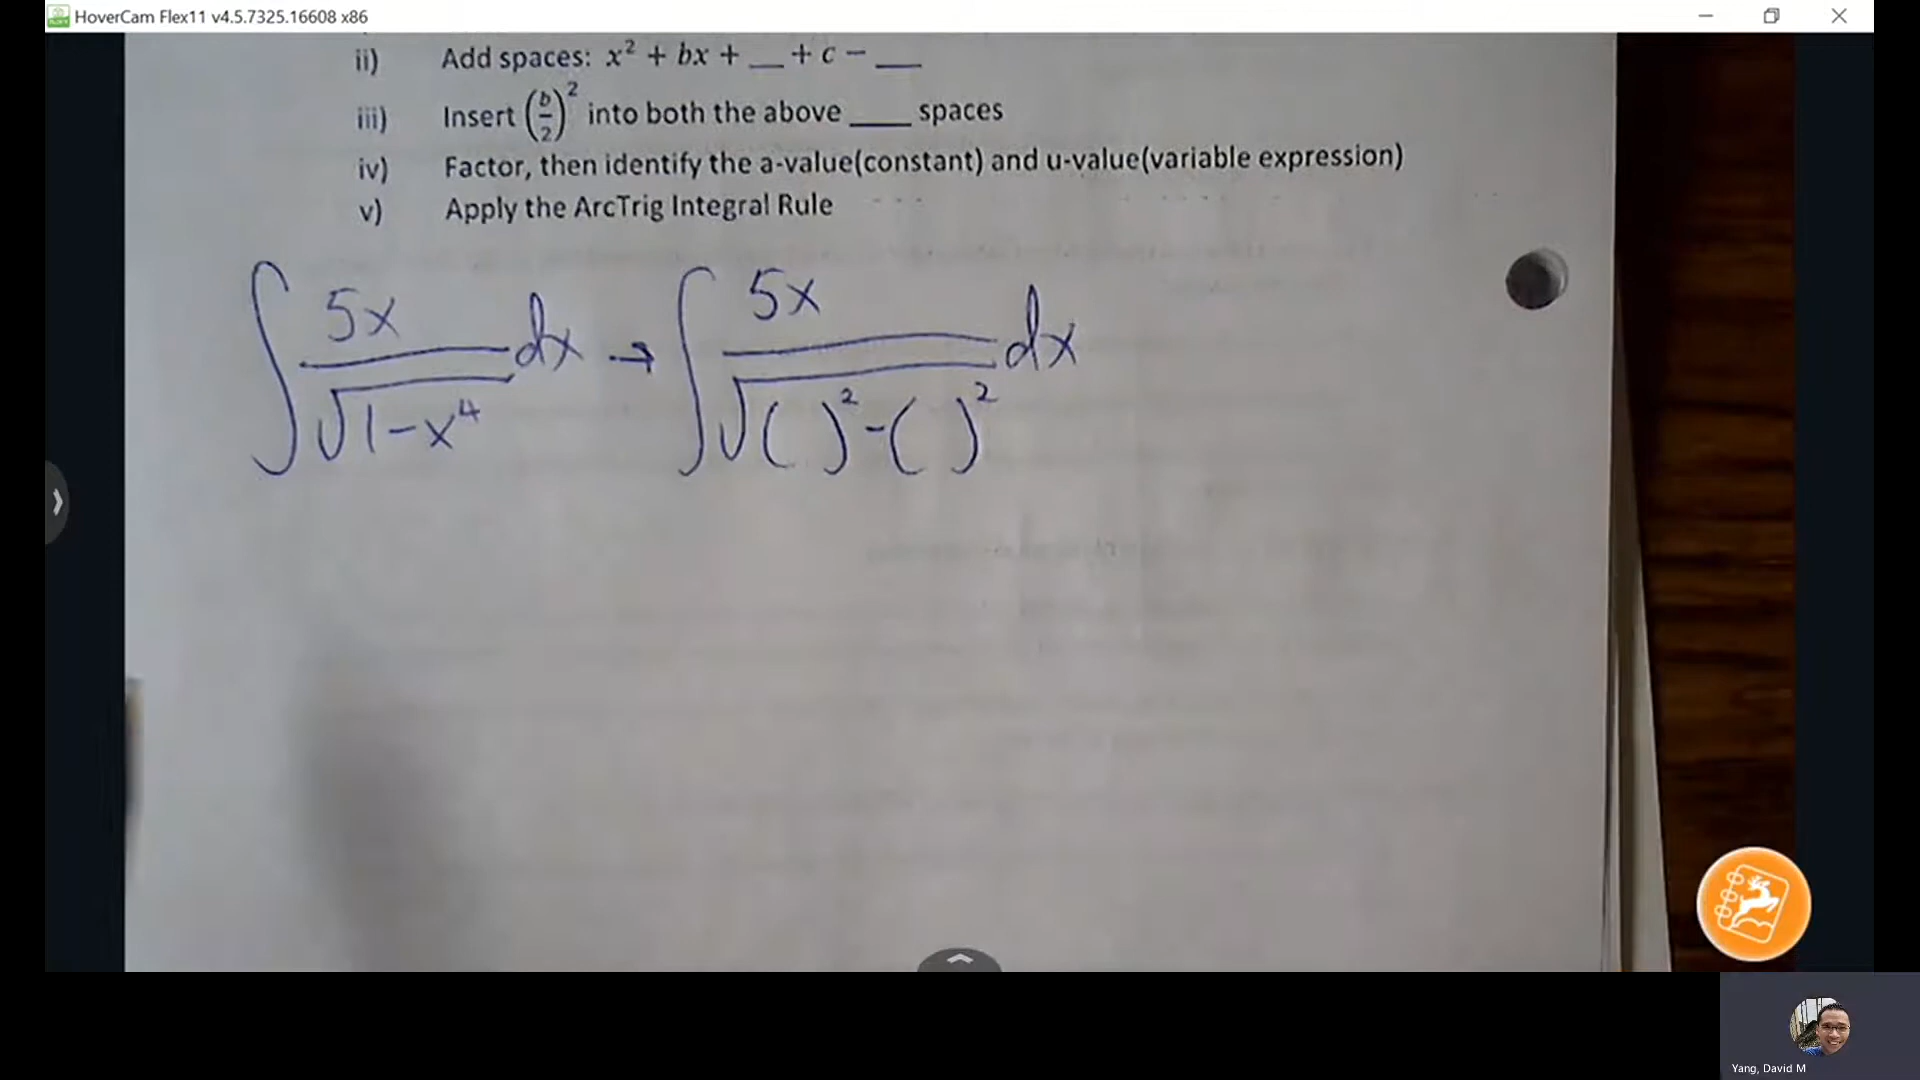 HoverCam Flex11 v4.5.7325.16608 x86
ii) Add spaces: x² + bx + __ + c − __
iii) Insert (b/2)² into both the above ____ spaces
iv) Factor, then identify the a-value(constant) and u-value(variable expression)
v) Apply the ArcTrig Integral Rule
∫ 5x/√(1-x⁴) dx → ∫ 5x/√(( )² - ( )²) dx
Yang, David M